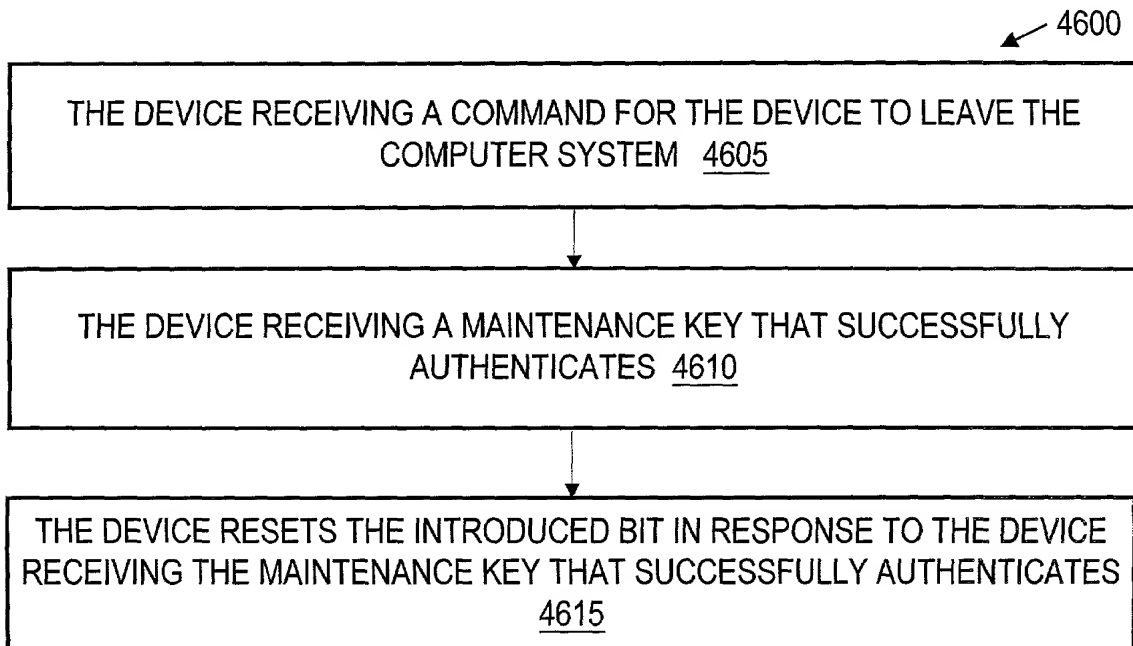 4600
THE DEVICE RECEIVING A COMMAND FOR THE DEVICE TO LEAVE THE
COMPUTER SYSTEM 4605
THE DEVICE RECEIVING A MAINTENANCE KEY THAT SUCCESSFULLY
AUTHENTICATES 4610
THE DEVICE RESETS THE INTRODUCED BIT IN RESPONSE TO THE DEVICE
RECEIVING THE MAINTENANCE KEY THAT SUCCESSFULLY AUTHENTICATES
4615